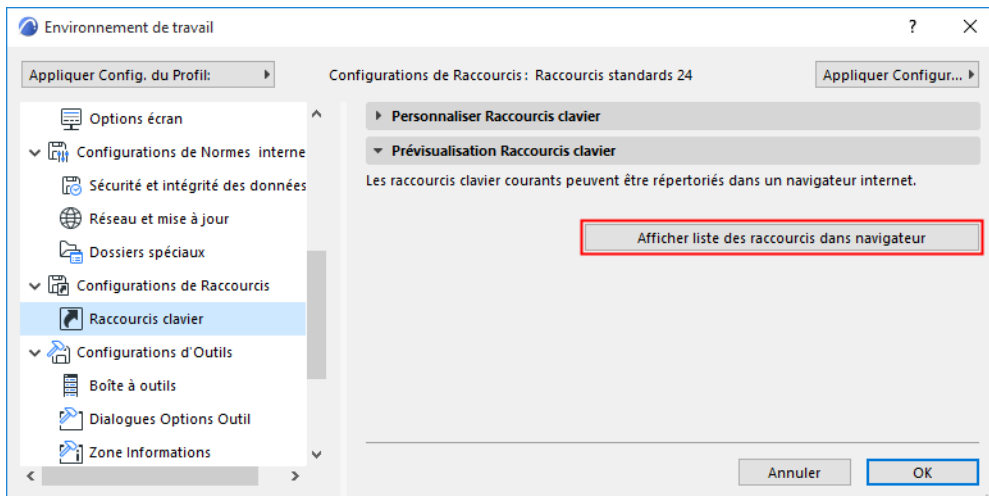 Environnement de travail
?
Appliquer Config. du Profil:
Configurations de Raccourcis: Raccourcis standards 24
Appliquer Configur...
Options écran
Configurations de Normes interne
Sécurité et intégrité des données
Réseau et mise à jour
Dossiers spéciaux
Configurations de Raccourcis
Raccourcis clavier
Configurations d'Outils
Boîte à outils
Dialogues Options Outil
Zone Informations
Personnaliser Raccourcis clavier
Prévisualisation Raccourcis clavier
Les raccourcis clavier courants peuvent être répertoriés dans un navigateur internet.
Afficher liste des raccourcis dans navigateur
Annuler
OK